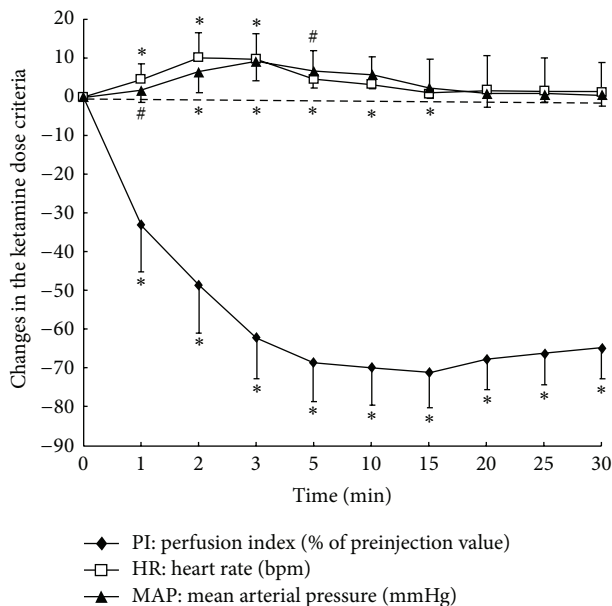 Changes in the ketamine dose criteria
20
10
0
−10
−20
−30
−40
−50
−60
−70
−80
−90
* * * #
# * * * * *
* * * * * * * * *
0 1 2 3 5 10 15 20 25 30
Time (min)
PI: perfusion index (% of preinjection value)
HR: heart rate (bpm)
MAP: mean arterial pressure (mmHg)